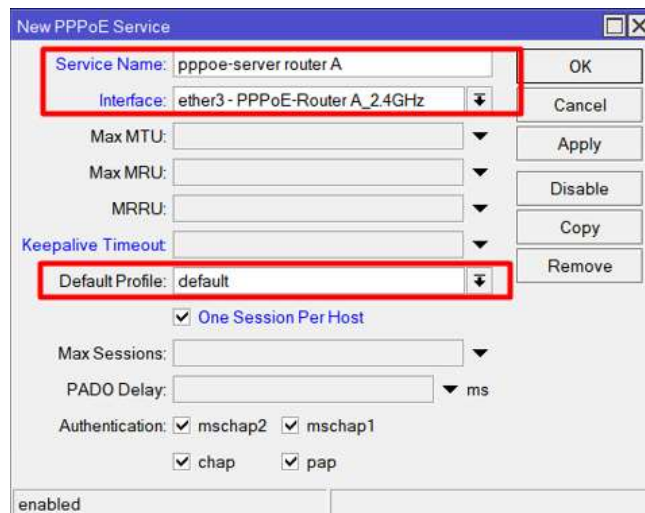 New PPPoE Service
Service Name: pppoe-server router A
OK
Interface: ether3 - PPPoE-Router A_2.4GHz
Cancel
Max MTU:
Apply
Max MRU:
Disable
MRRU:
Copy
Keepalive Timeout:
Remove
Default Profile: default
One Session Per Host
Max Sessions:
PADO Delay: ms
Authentication: mschap2 mschap1
chap pap
enabled